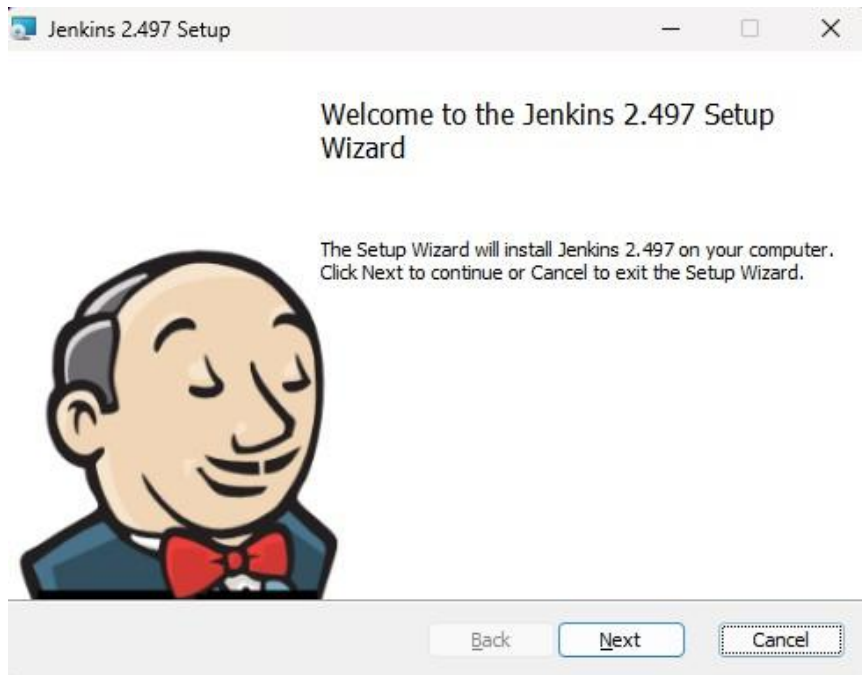 Jenkins 2.497 Setup
Welcome to the Jenkins 2.497 Setup
Wizard
The Setup Wizard will install Jenkins 2.497 on your computer.
Click Next to continue or Cancel to exit the Setup Wizard.
Back Next Cancel